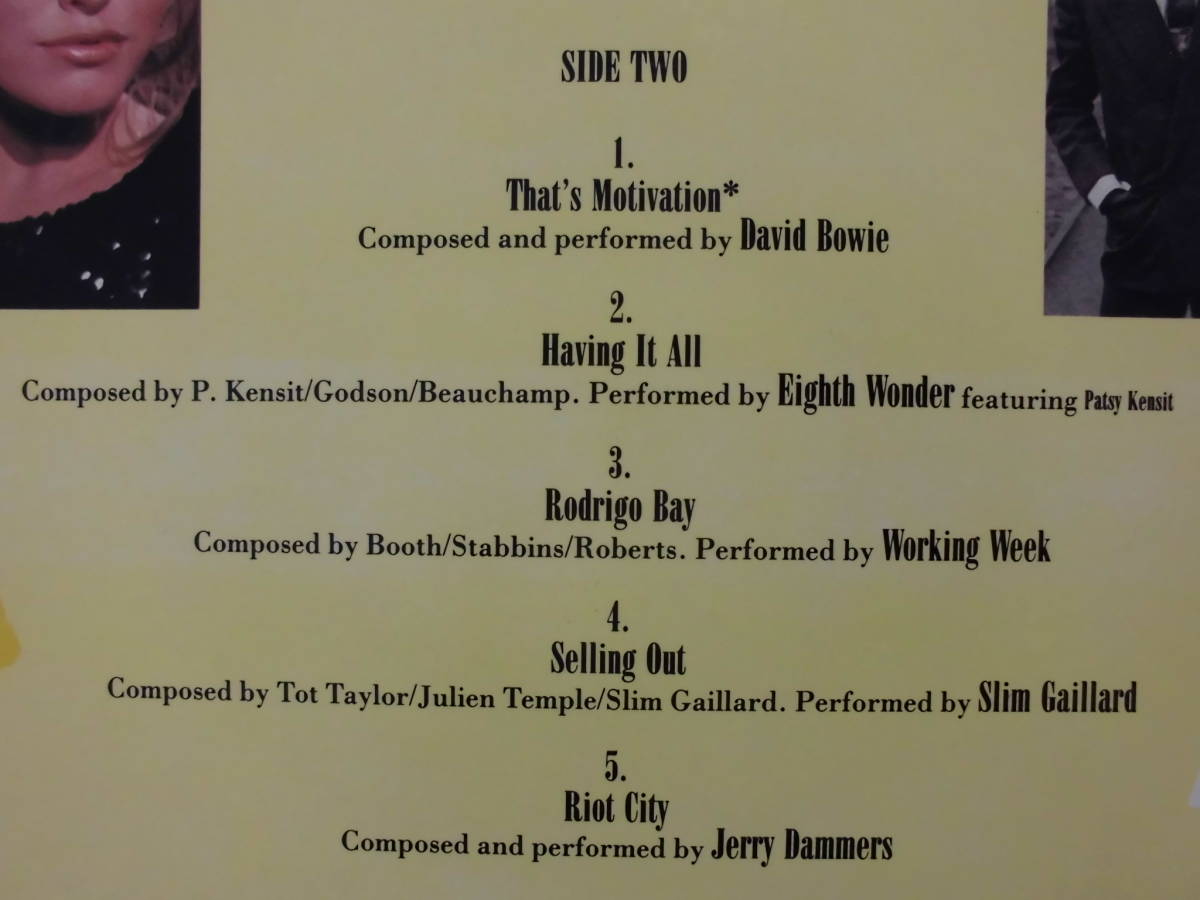 SIDE TWO
1.
That's Motivation*
Composed and performed by David Bowie
2.
Having It All
Composed by P. Kensit/Godson/Beauchamp. Performed by Eighth Wonder featuring Patsy Kensit
3.
Rodrigo Bay
Composed by Booth/Stabbins/Roberts. Performed by Working Week
4.
Selling Out
Composed by Tot Taylor/Julien Temple/Slim Gaillard. Performed by Slim Gaillard
5.
Riot City
Composed and performed by Jerry Dammers